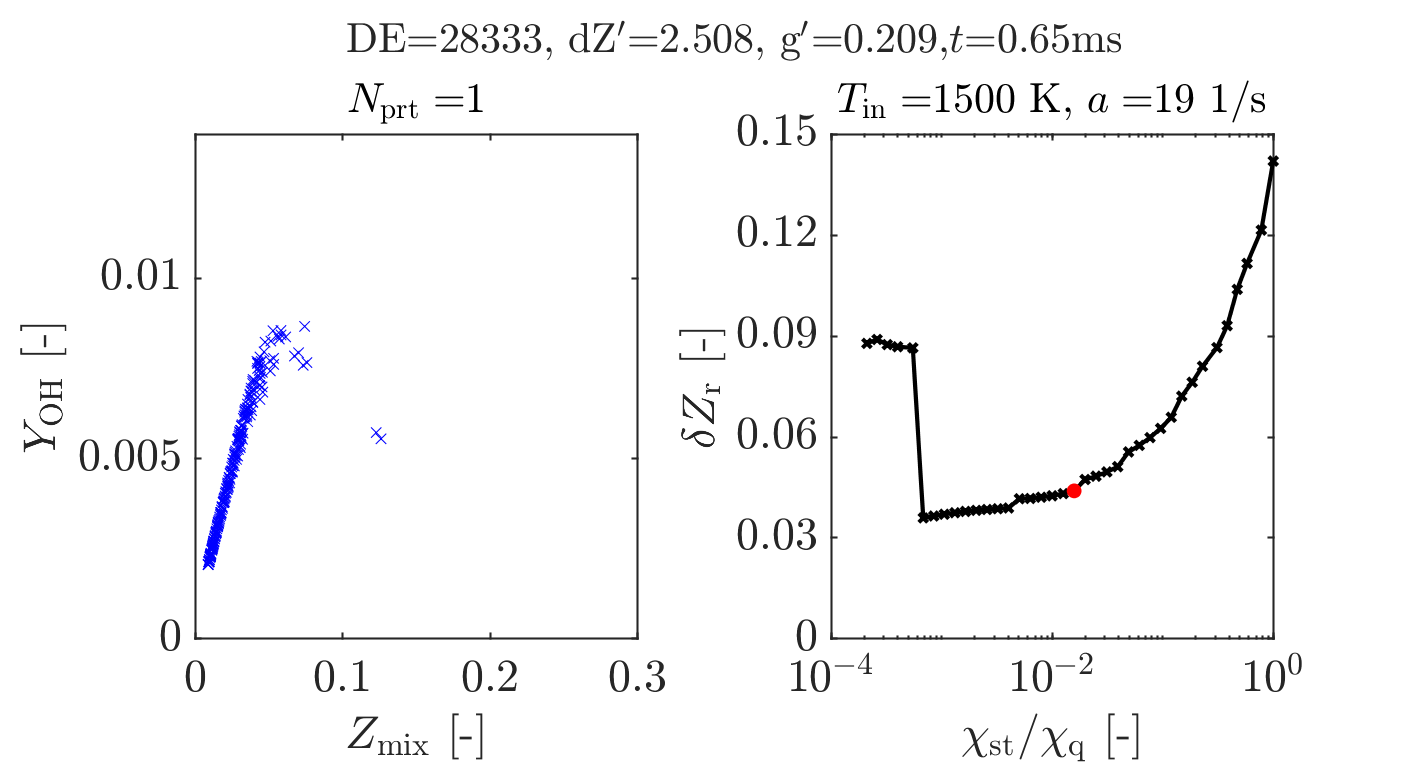 DE=28333, dZ′=2.508, g′=0.209,t=0.65ms
N_prt =1
0.01
0.005
0
0 0.1 0.2 0.3
Y_OH [-]
Z_mix [-]
T_in =1500 K, a =19 1/s
0.15
0.12
0.09
0.06
0.03
0
10^−4 10^−2 10^0
δZ_r [-]
χ_st/χ_q [-]